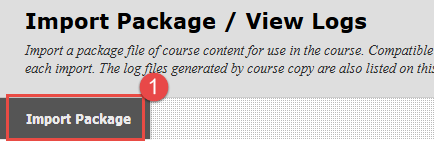 Import Package / View Logs
Import a package file of course content for use in the course. Compatible
each import. The log files generated by course copy are also listed on this
1
Import Package